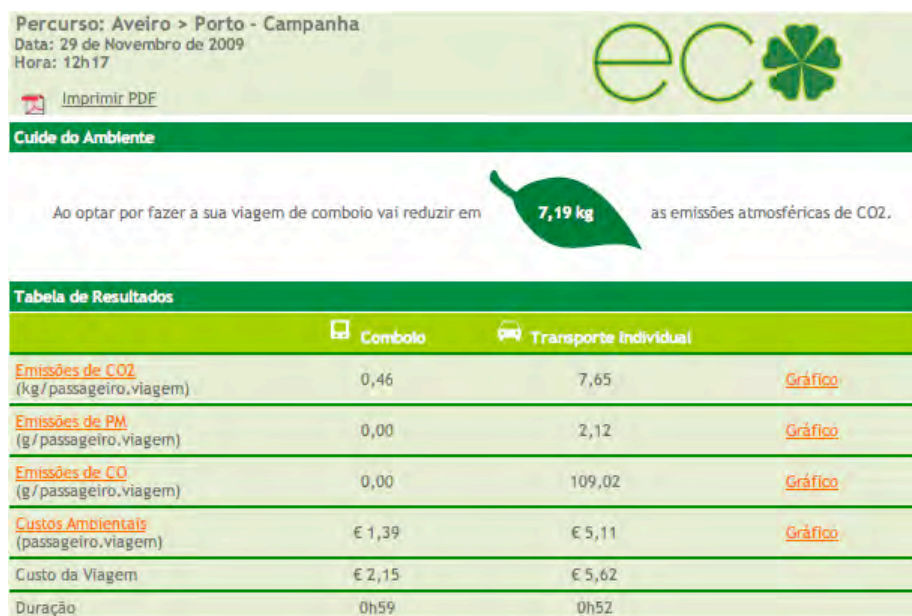 Percurso: Aveiro > Porto - Campanha
Data: 29 de Novembro de 2009
Hora: 12h17
eco
Imprimir PDF
Cuide do Ambiente
Ao optar por fazer a sua viagem de comboio vai reduzir em 7,19 kg as emissões atmosféricas de CO2.
Tabela de Resultados
Comboio Transporte Individual
Emissões de CO2 0,46 7,65 Gráfico
(kg/passageiro.viagem)
Emissões de PM 0,00 2,12 Gráfico
(g/passageiro.viagem)
Emissões de CO 0,00 109,02 Gráfico
(g/passageiro.viagem)
Custos Ambientais € 1,39 € 5,11 Gráfico
(passageiro.viagem)
Custo da Viagem € 2,15 € 5,62
Duração 0h59 0h52